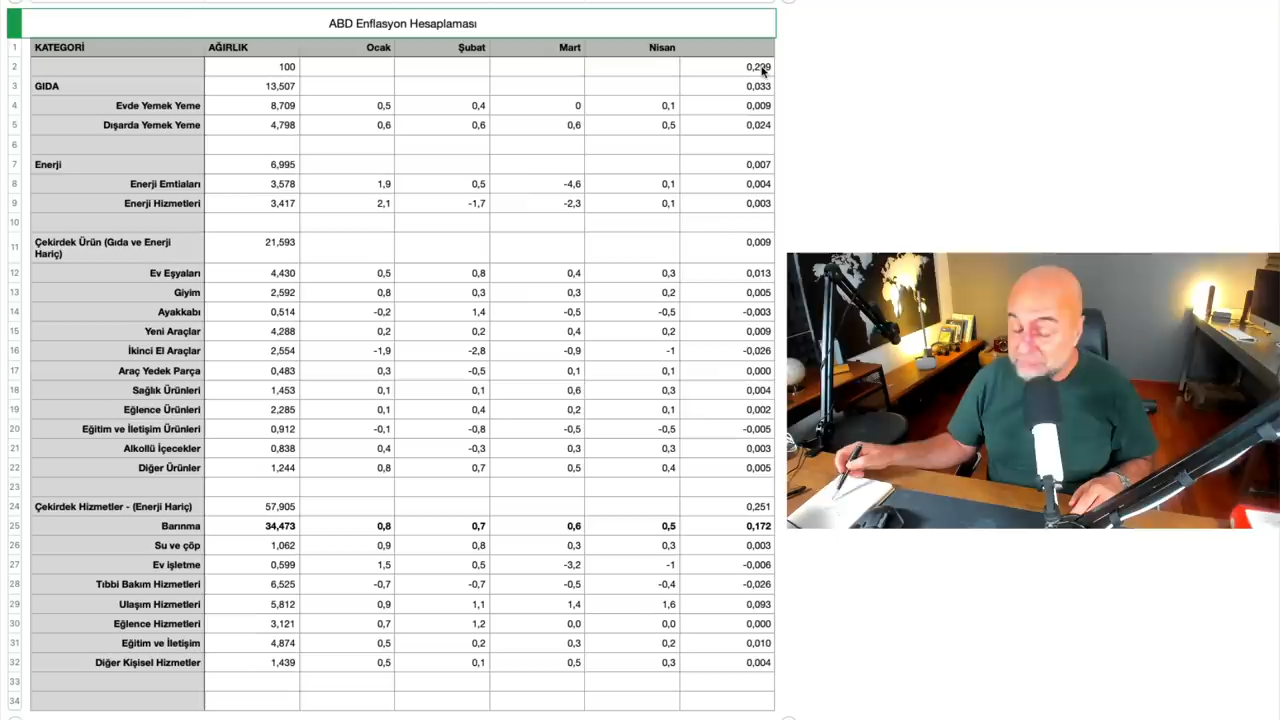 ABD Enflasyon Hesaplaması
1 KATEGORİ AĞIRLIK Ocak Şubat Mart Nisan
2 100
3 GIDA 13,507 0,033
4 Evde Yemek Yeme 8,709 0,5 0,4 0 0,1 0,009
5 Dışarda Yemek Yeme 4,798 0,6 0,6 0,6 0,5 0,024
6
7 Enerji 6,995 0,007
8 Enerji Emtiaları 3,578 1,9 0,5 -4,6 0,1 0,004
9 Enerji Hizmetleri 3,417 2,1 -1,7 -2,3 0,1 0,003
10
11 Çekirdek Ürün (Gıda ve Enerji 21,593 0,009
Hariç)
12 Ev Eşyaları 4,430 0,5 0,8 0,4 0,3 0,013
13 Giyim 2,592 0,8 0,3 0,3 0,2 0,005
14 Ayakkabı 0,514 -0,2 1,4 -0,5 -0,5 -0,003
15 Yeni Araçlar 4,288 0,2 0,2 0,4 0,2 0,009
16 İkinci El Araçlar 2,554 -1,9 -2,8 -0,9 -1 -0,026
17 Araç Yedek Parça 0,483 0,3 -0,5 0,1 0,1 0,000
18 Sağlık Ürünleri 1,453 0,1 0,1 0,6 0,3 0,004
19 Eğlence Ürünleri 2,285 0,1 0,4 0,2 0,1 0,002
20 Eğitim ve İletişim Ürünleri 0,912 -0,1 -0,8 -0,5 -0,5 -0,005
21 Alkollü İçecekler 0,838 0,4 -0,3 0,3 0,3 0,003
22 Diğer Ürünler 1,244 0,8 0,7 0,5 0,4 0,005
23
24 Çekirdek Hizmetler - (Enerji Hariç) 57,905 0,251
25 Barınma 34,473 0,8 0,7 0,6 0,5 0,172
26 Su ve çöp 1,062 0,9 0,8 0,3 0,3 0,003
27 Ev işletme 0,599 1,5 0,5 -3,2 -1 -0,006
28 Tıbbi Bakım Hizmetleri 6,525 -0,7 -0,7 -0,5 -0,4 -0,026
29 Ulaşım Hizmetleri 5,812 0,9 1,1 1,4 1,6 0,093
30 Eğlence Hizmetleri 3,121 0,7 1,2 0,0 0,0 0,000
31 Eğitim ve İletişim 4,874 0,5 0,2 0,3 0,2 0,010
32 Diğer Kişisel Hizmetler 1,439 0,5 0,1 0,5 0,3 0,004
33
34